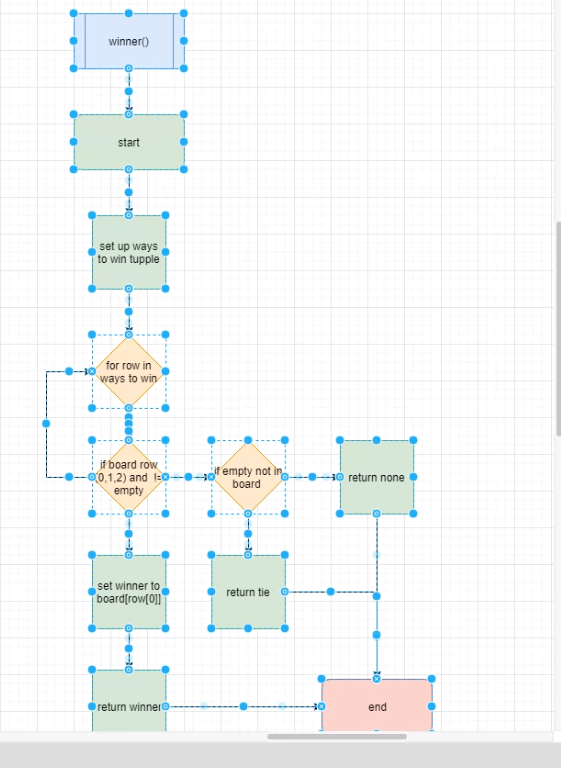 winner()
start
set up ways
to win tupple
for row in
ways to win
if board row
(0,1,2) and !=
empty
if empty not in
board
return none
set winner to
board[row[0]]
return tie
return winner
end